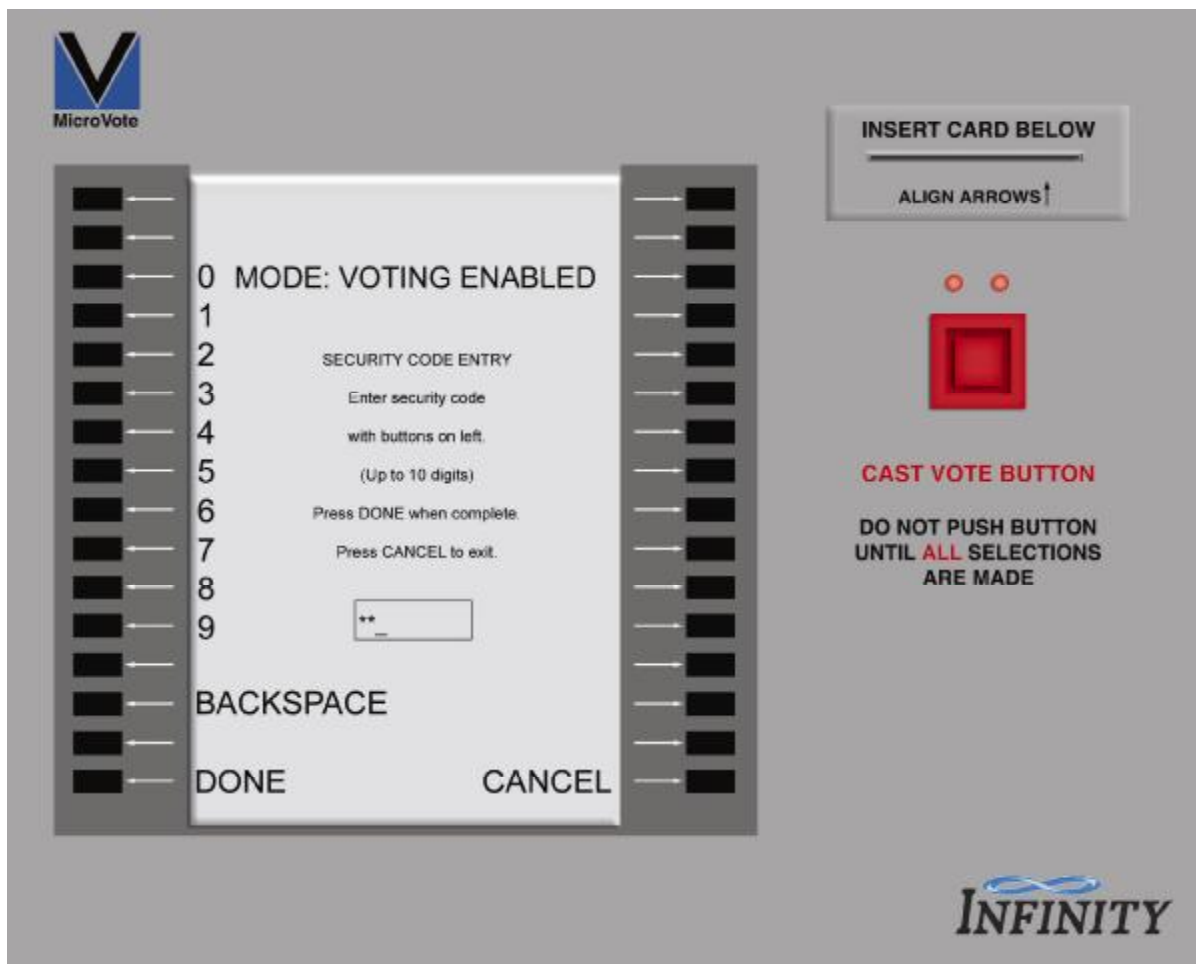 MicroVote
INSERT CARD BELOW
ALIGN ARROWS
0 MODE: VOTING ENABLED
1
2 SECURITY CODE ENTRY
3 Enter security code
4 with buttons on left.
5 (Up to 10 digits)
6 Press DONE when complete.
7 Press CANCEL to exit.
8
9 **_
BACKSPACE
DONE CANCEL
CAST VOTE BUTTON
DO NOT PUSH BUTTON
UNTIL ALL SELECTIONS
ARE MADE
INFINITY